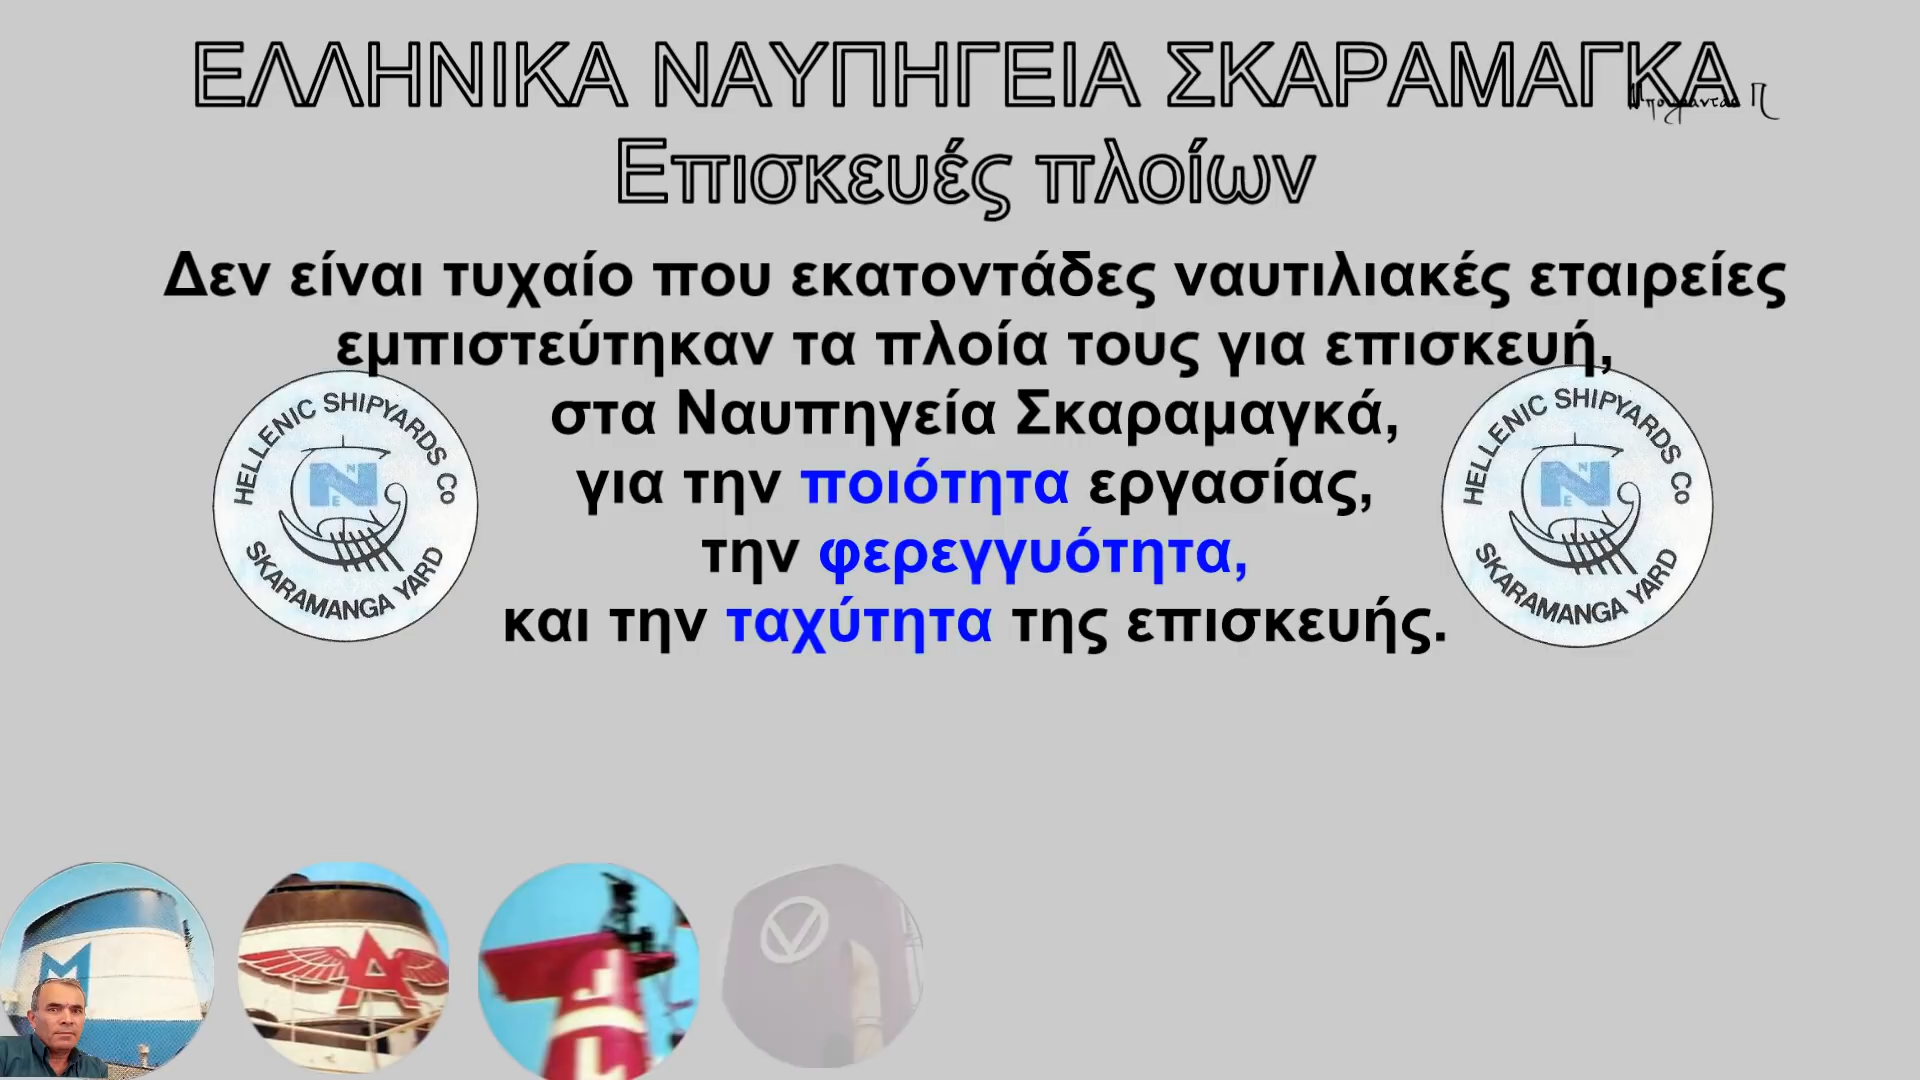 ΕΛΛΗΝΙΚΑ ΝΑΥΠΗΓΕΙΑ ΣΚΑΡΑΜΑΓΚΑ
Επισκευές πλοίων
Δεν είναι τυχαίο που εκατοντάδες ναυτιλιακές εταιρείες
εμπιστεύτηκαν τα πλοία τους για επισκευή,
στα Ναυπηγεία Σκαραμαγκά,
για την ποιότητα εργασίας,
την φερεγγυότητα,
και την ταχύτητα της επισκευής.
HELLENIC SHIPYARDS Co
N
N
E
SKARAMANGA YARD
HELLENIC SHIPYARDS Co
N
N
E
SKARAMANGA YARD
M
A
V